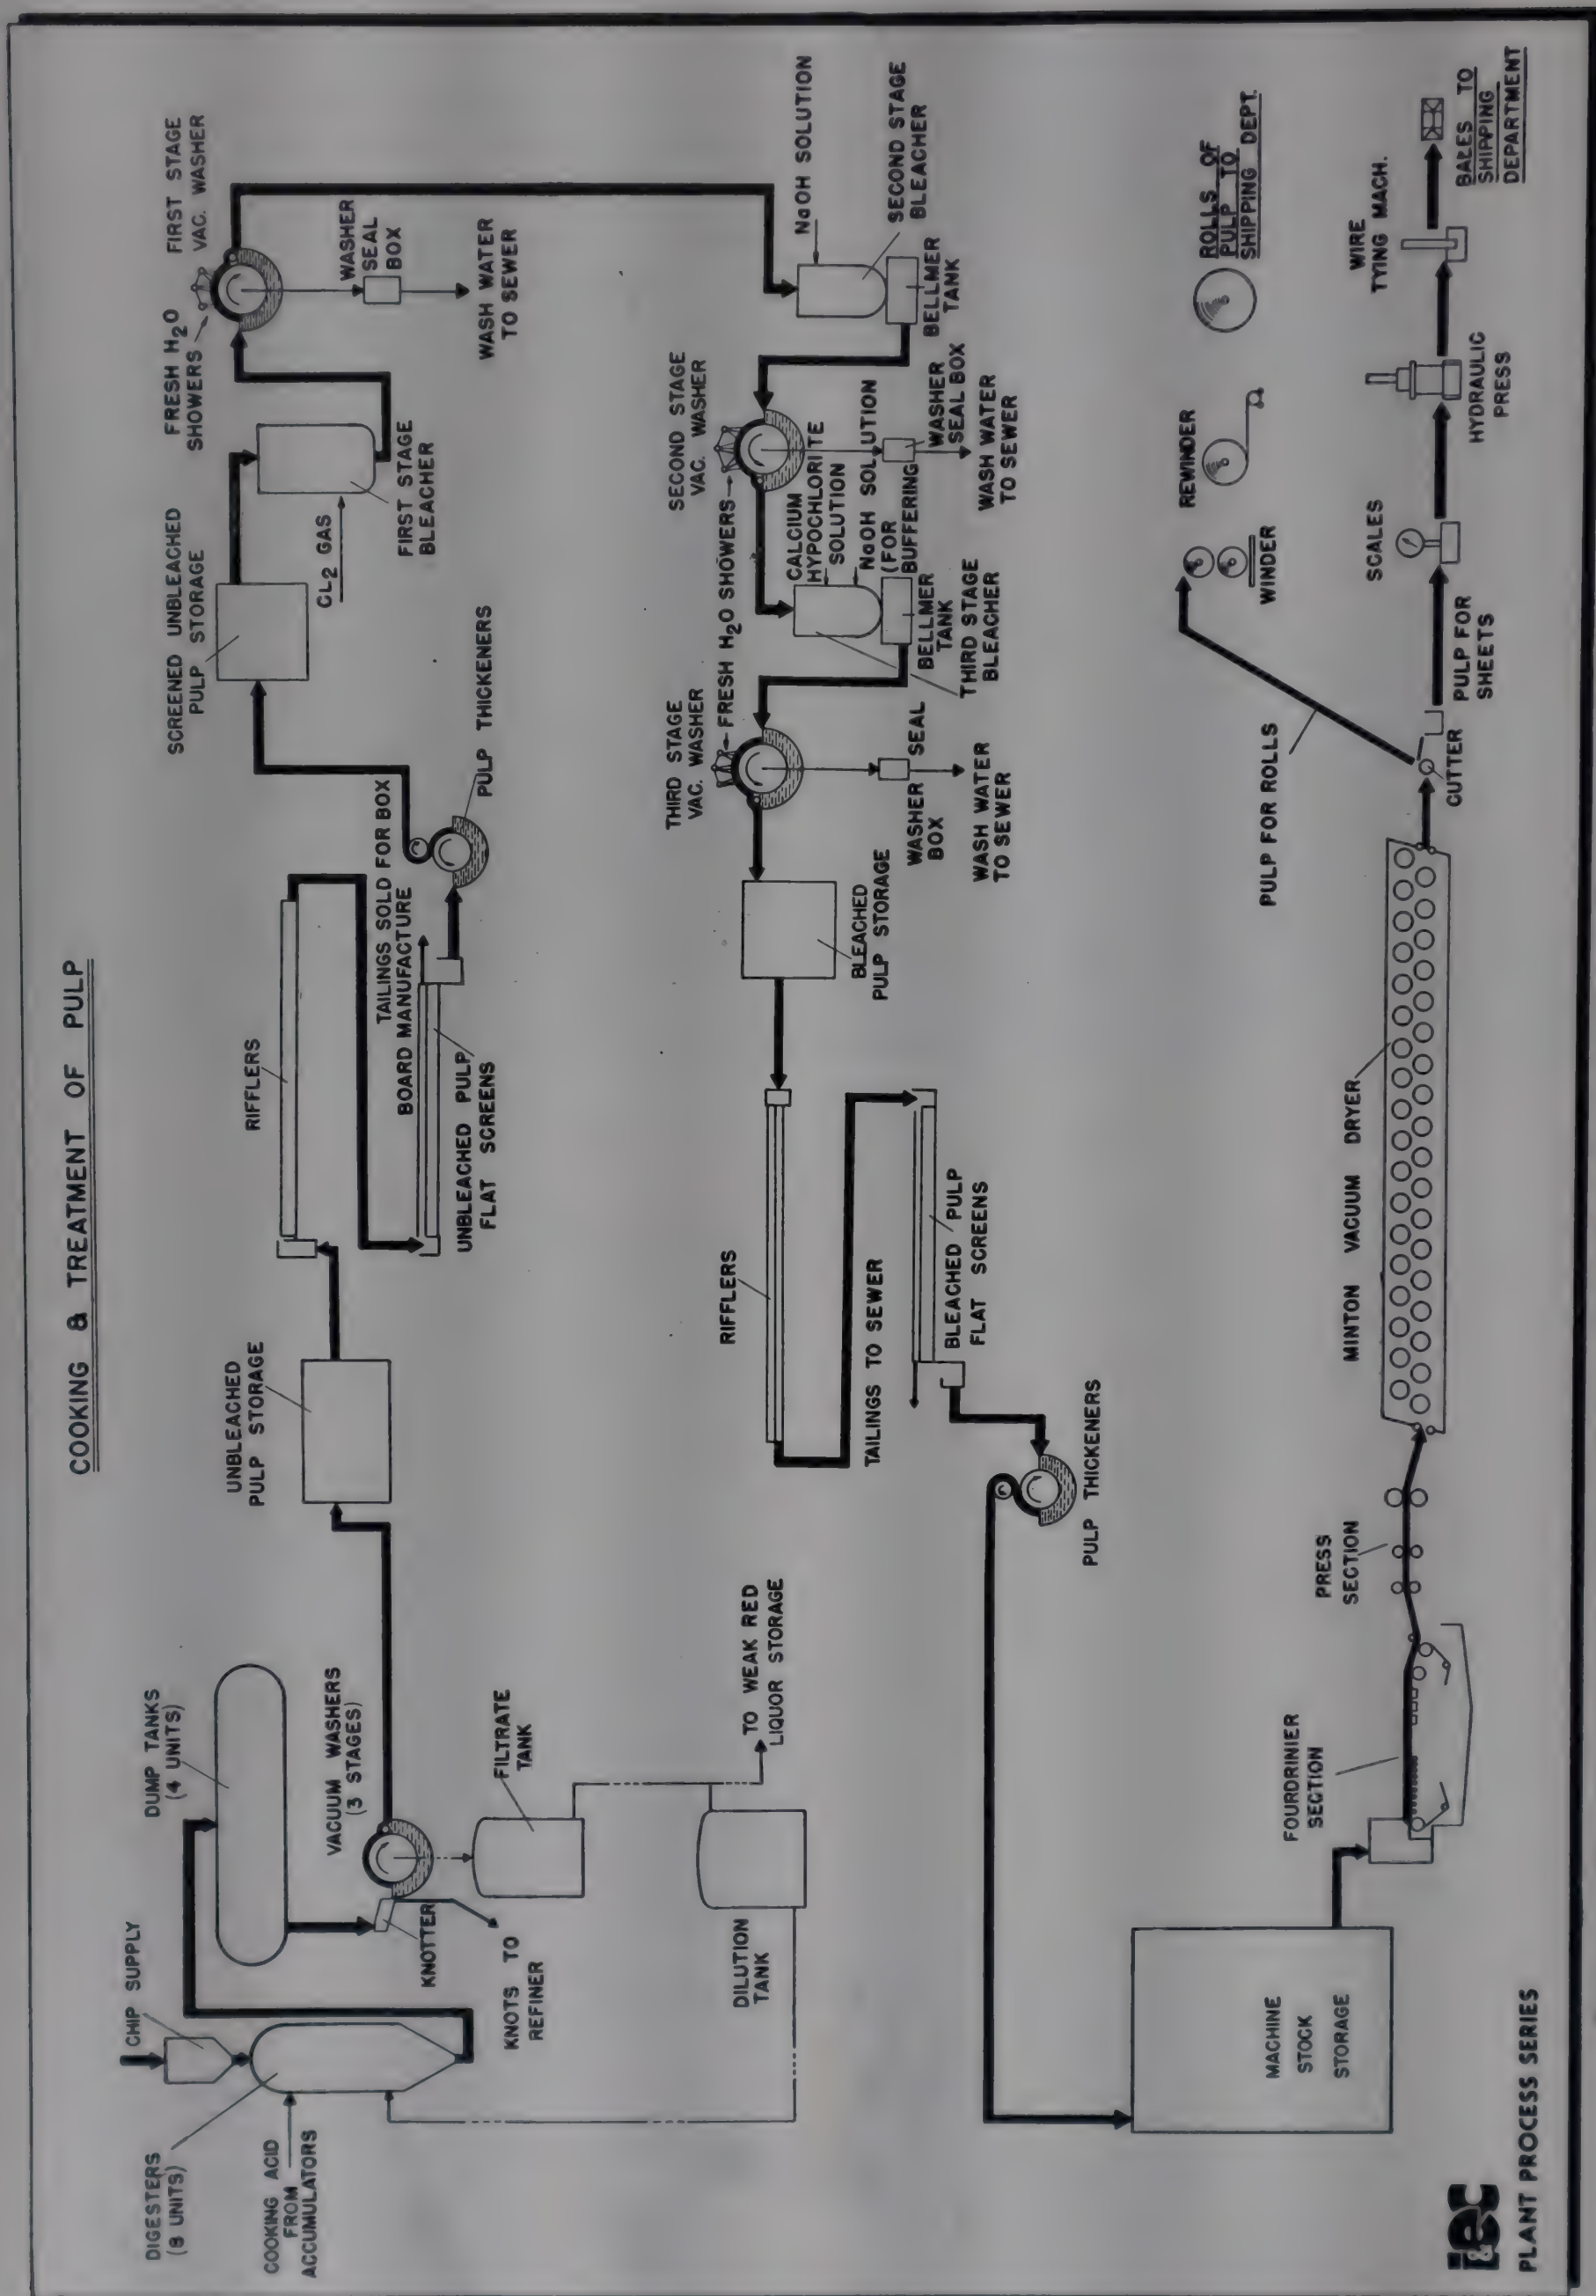 COOKING & TREATMENT OF PULP
CHIP SUPPLY
DIGESTERS
(8 UNITS)
COOKING ACID
FROM
ACCUMULATORS
DUMP TANKS
(4 UNITS)
KNOTTER
KNOTS TO
REFINER
VACUUM WASHERS
(3 STAGES)
FILTRATE
TANK
DILUTION
TANK
TO WEAK RED
LIQUOR STORAGE
UNBLEACHED
PULP STORAGE
RIFFLERS
TAILINGS SOLD FOR BOX
BOARD MANUFACTURE
UNBLEACHED PULP
FLAT SCREENS
PULP THICKENERS
SCREENED UNBLEACHED
PULP STORAGE
CL2 GAS
FIRST STAGE
BLEACHER
FRESH H2O
SHOWERS
FIRST STAGE
VAC. WASHER
WASHER
SEAL
BOX
WASH WATER
TO SEWER
NaOH SOLUTION
SECOND STAGE
BLEACHER
BELLMER
TANK
SECOND STAGE
VAC. WASHER
FRESH H2O SHOWERS
WASHER
SEAL BOX
WASH WATER
TO SEWER
CALCIUM
HYPOCHLORITE
SOLUTION
NaOH SOLUTION
(FOR
BUFFERING
BELLMER
TANK
THIRD STAGE
BLEACHER
THIRD STAGE
VAC. WASHER
WASHER SEAL
BOX
WASH WATER
TO SEWER
BLEACHED
PULP STORAGE
RIFFLERS
TAILINGS TO SEWER
BLEACHED PULP
FLAT SCREENS
PULP THICKENERS
MACHINE
STOCK
STORAGE
FOURDRINIER
SECTION
PRESS
SECTION
MINTON VACUUM DRYER
CUTTER
PULP FOR ROLLS
WINDER
REWINDER
ROLLS OF
PULP TO
SHIPPING DEPT.
PULP FOR
SHEETS
SCALES
HYDRAULIC
PRESS
WIRE
TYING MACH.
BALES TO
SHIPPING
DEPARTMENT
i&ec
PLANT PROCESS SERIES